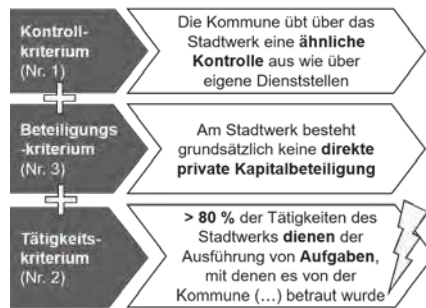 Kontroll-
kriterium
(Nr. 1)
Die Kommune übt über das
Stadtwerk eine ähnliche
Kontrolle aus wie über
eigene Dienststellen
Beteiligungs
-kriterium
(Nr. 3)
Am Stadtwerk besteht
grundsätzlich keine direkte
private Kapitalbeteiligung
Tätigkeits-
kriterium
(Nr. 2)
> 80 % der Tätigkeiten des
Stadtwerks dienen der
Ausführung von Aufgaben,
mit denen es von der
Kommune (...) betraut wurde